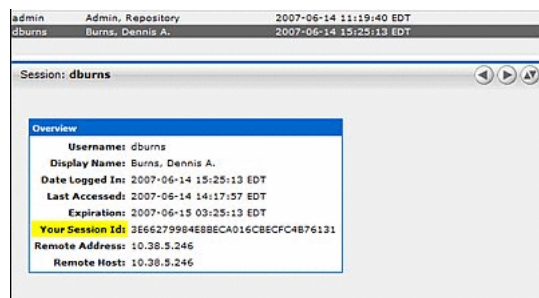 admin Admin, Repository 2007-06-14 11:19:40 EDT
dburns Burns, Dennis A. 2007-06-14 15:25:13 EDT
Session: dburns
Overview
Username: dburns
Display Name: Burns, Dennis A.
Date Logged In: 2007-06-14 15:25:13 EDT
Last Accessed: 2007-06-14 14:17:57 EDT
Expiration: 2007-06-15 03:25:13 EDT
Your Session Id: 3E66279984E8BECA016CBECFC4B76131
Remote Address: 10.38.5.246
Remote Host: 10.38.5.246